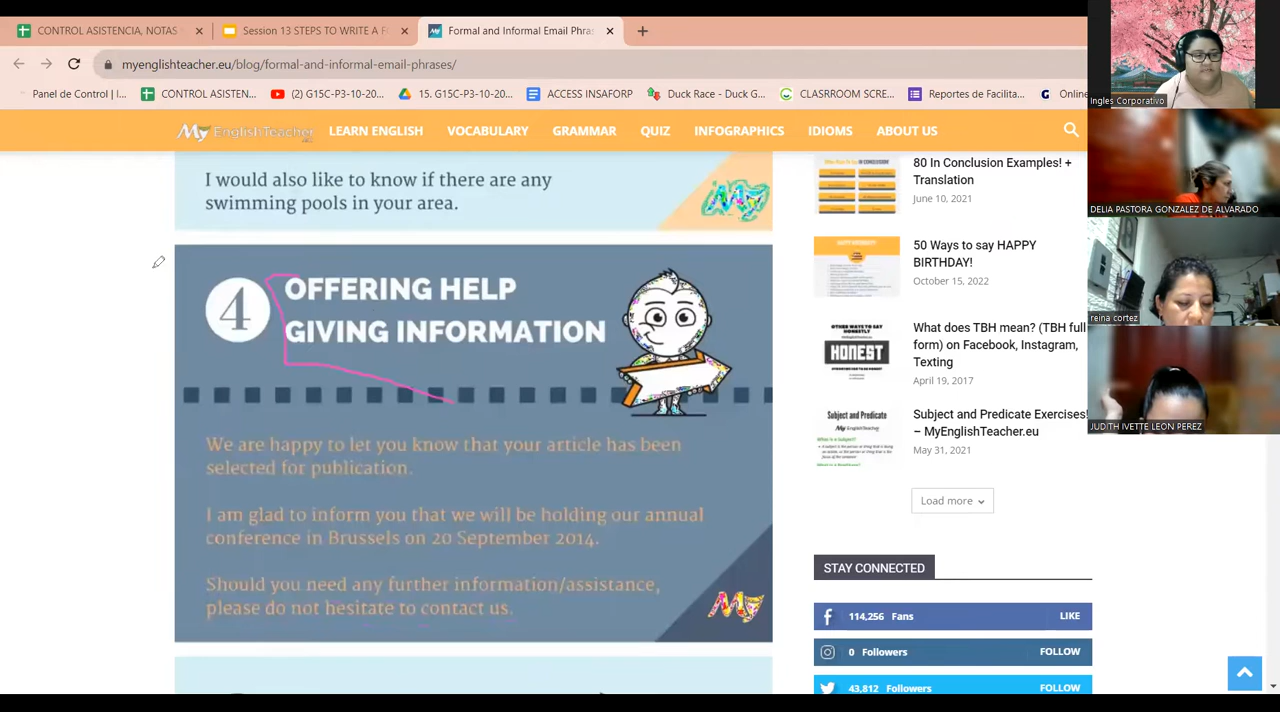 CONTROL ASISTENCIA, NOTAS
Session 13 STEPS TO WRITE A F
Formal and Informal Email Phra
myenglishteacher.eu/blog/formal-and-informal-email-phrases/
Panel de Control | I...
CONTROL ASISTEN...
(2) G15C-P3-10-20...
15. G15C-P3-10-20...
ACCESS INSAFORP
Duck Race - Duck G...
CLASRROOM SCRE...
Reportes de Facilita...
Online
My EnglishTeacher
LEARN ENGLISH
VOCABULARY
GRAMMAR
QUIZ
INFOGRAPHICS
IDIOMS
ABOUT US
I would also like to know if there are any
swimming pools in your area.
My
4
OFFERING HELP
GIVING INFORMATION
We are happy to let you know that your article has been
selected for publication.
I am glad to inform you that we will be holding our annual
conference in Brussels on 20 September 2014.
Should you need any further information/assistance,
please do not hesitate to contact us.
My
80 In Conclusion Examples! +
Translation
June 10, 2021
50 Ways to say HAPPY
BIRTHDAY!
October 15, 2022
HONEST
What does TBH mean? (TBH full
form) on Facebook, Instagram,
Texting
April 19, 2017
Subject and Predicate
Subject and Predicate Exercises!
– MyEnglishTeacher.eu
May 31, 2021
Load more
STAY CONNECTED
114,256 Fans
LIKE
0 Followers
FOLLOW
43,812 Followers
FOLLOW
Ingles Corporativo
DELIA PASTORA GONZALEZ DE ALVARADO
reina cortez
JUDITH IVETTE LEON PEREZ